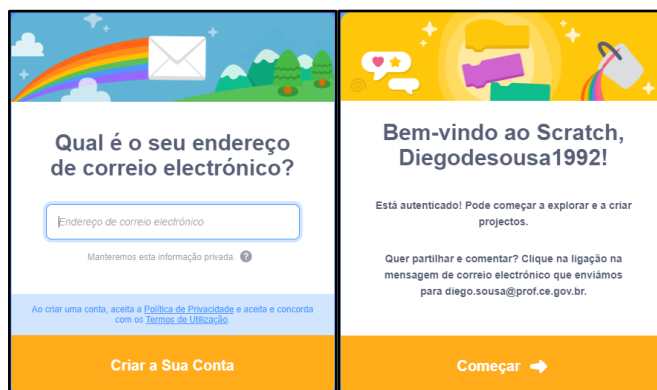 Qual é o seu endereço
de correio electrónico?
Endereço de correio electrónico
Manteremos esta informação privada. ?
Ao criar uma conta, aceita a Política de Privacidade e aceita e concorda
com os Termos de Utilização.
Criar a Sua Conta
Bem-vindo ao Scratch,
Diegodesousa1992!
Está autenticado! Pode começar a explorar e a criar
projectos.
Quer partilhar e comentar? Clique na ligação na
mensagem de correio electrónico que enviámos
para diego.sousa@prof.ce.gov.br.
Começar